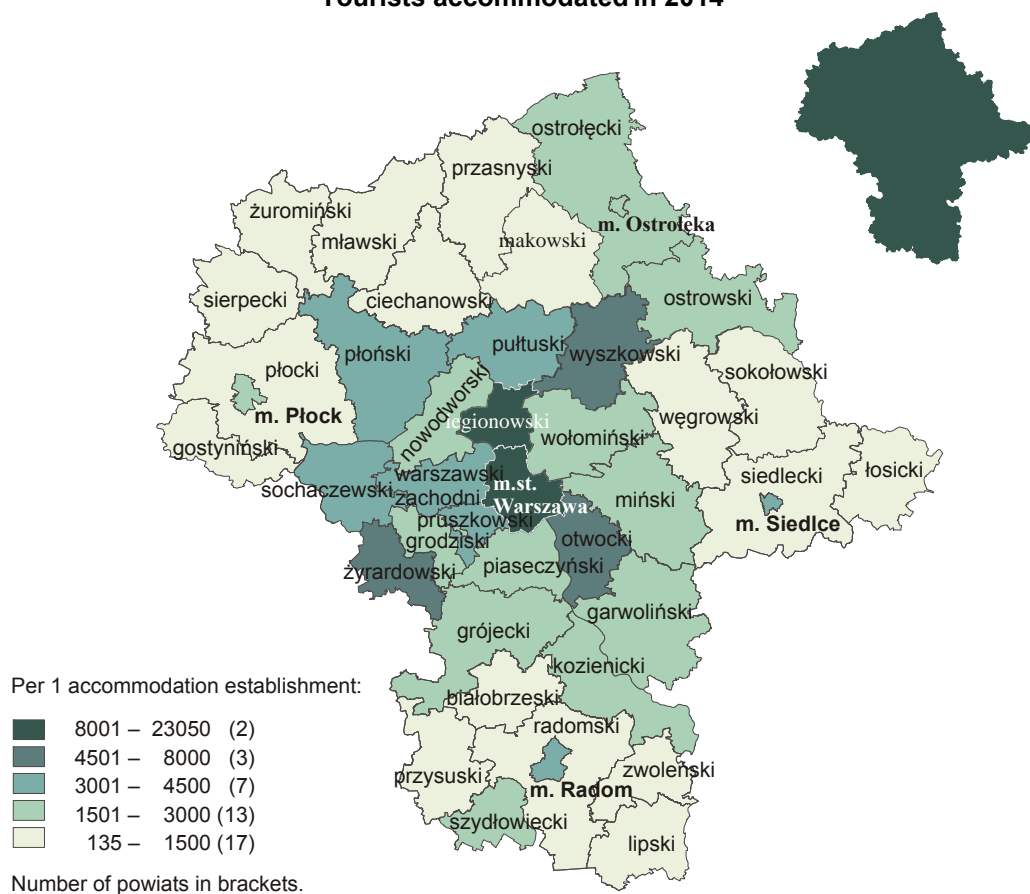 Tourists accommodated in 2014
ostrołęcki
przasnyski
żuromiński
mławski
makowski
m. Ostrołęka
sierpecki
ciechanowski
ostrowski
płoński
pułtuski
wyszkowski
płocki
sokołowski
nowodworski
m. Płock
legionowski
węgrowski
gostyniński
wołomiński
warszawski
zachodni
siedlecki
łosicki
sochaczewski
m.st.
Warszawa
miński
pruszkowski
m. Siedlce
grodziski
otwocki
żyrardowski
piaseczyński
garwoliński
grójecki
kozienicki
Per 1 accommodation establishment:
białobrzeski
8001 – 23050 (2)
radomski
4501 – 8000 (3)
zwoleński
3001 – 4500 (7)
przysuski
m. Radom
1501 – 3000 (13)
szydłowiecki
135 – 1500 (17)
lipski
Number of powiats in brackets.